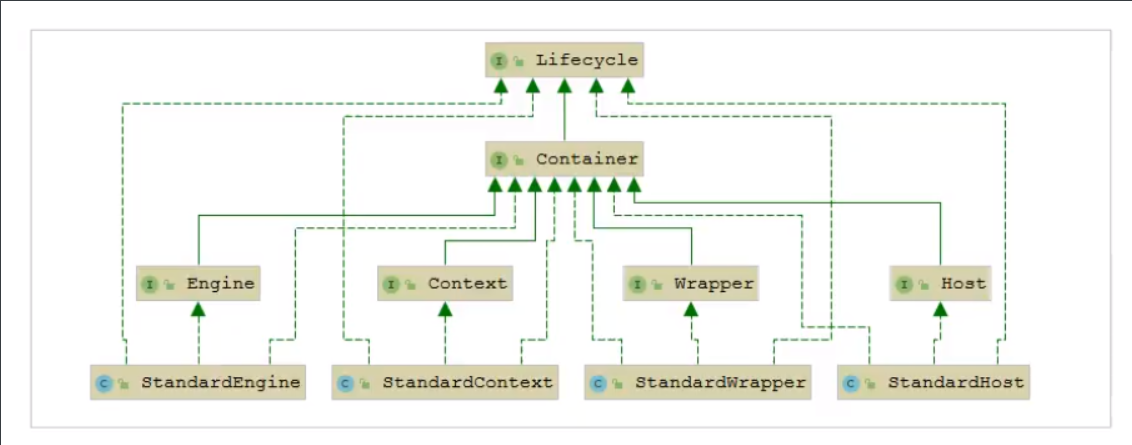 I Lifecycle
I Container
I Engine
I Context
I Wrapper
I Host
C StandardEngine
C StandardContext
C StandardWrapper
C StandardHost